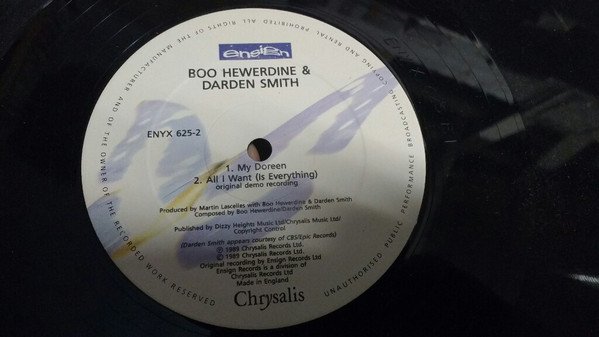 ensign
BOO HEWERDINE &
DARDEN SMITH
ENYX 625-2
1. My Doreen
2. All I Want (Is Everything)
original demo recording
Produced by Martin Lascelles with Boo Hewerdine & Darden Smith
Composed by Boo Hewerdine/Darden Smith
Published by Dizzy Heights Music Ltd/Chrysalis Music Ltd/
Copyright Control
(Darden Smith appears courtesy of CBS/Epic Records)
℗ 1989 Chrysalis Records Ltd.
© 1989 Chrysalis Records Ltd.
Original recording by Ensign Records Ltd
Ensign Records is a division of
Chrysalis Records Ltd
Made in England
Chrysalis
ALL RIGHTS OF THE MANUFACTURER AND OF THE OWNER OF THE RECORDED WORK RESERVED
UNAUTHORISED PUBLIC PERFORMANCE BROADCASTING COPYING AND RENTAL PROHIBITED